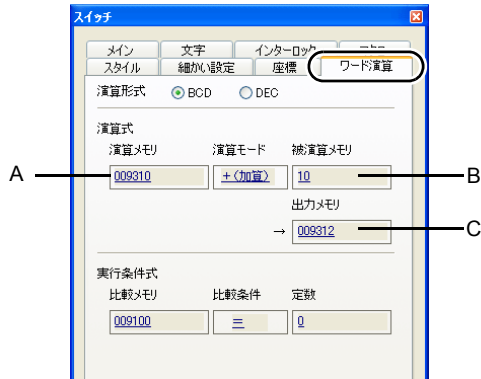 スイッチ
メイン 文字 インターロック
スタイル 細かい設定 座標 ワード演算
演算形式 BCD DEC
演算式
演算メモリ 演算モード 被演算メモリ
A 009310 +(加算) 10 B
出力メモリ
→ 009312 C
実行条件式
比較メモリ 比較条件 定数
009100 = 0